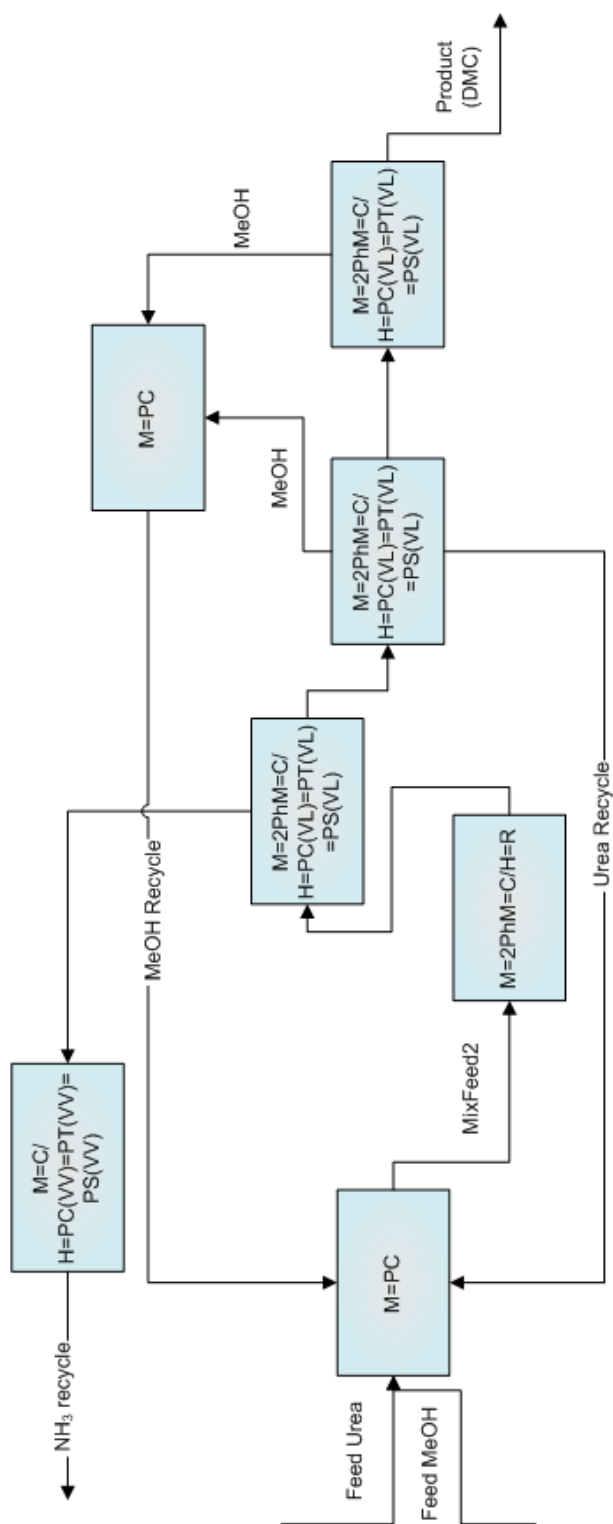 M=C/
H=PC(VV)=PT(VV)=
PS(VV)
NH₃ recycle
MeOH Recycle
M=PC
MeOH
MeOH
M=2PhM=C/
H=PC(VL)=PT(VL)
=PS(VL)
M=2PhM=C/
H=PC(VL)=PT(VL)
=PS(VL)
M=2PhM=C/
H=PC(VL)=PT(VL)
=PS(VL)
Product
(DMC)
Feed Urea
Feed MeOH
M=PC
MixFeed2
M=2PhM=C/H=R
Urea Recycle